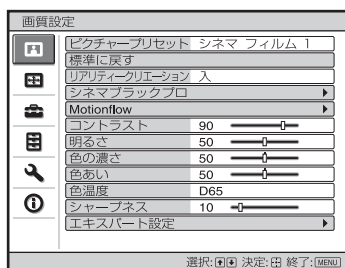 画質設定
ピクチャープリセット シネマ フィルム 1
標準に戻す
リアリティークリエーション 入
シネマブラックプロ
Motionflow
コントラスト 90
明るさ 50
色の濃さ 50
色あい 50
色温度 D65
シャープネス 10
エキスパート設定
選択: 決定: 終了: MENU